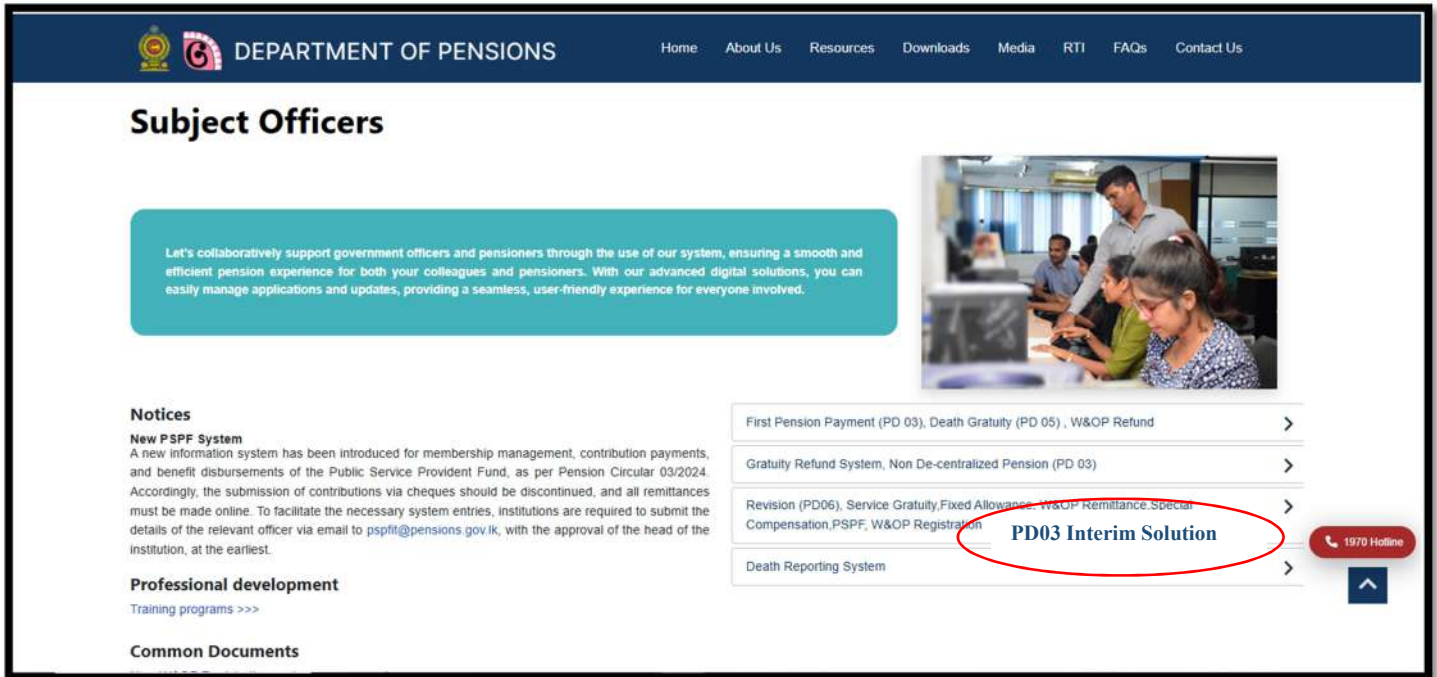 DEPARTMENT OF PENSIONS
Home About Us Resources Downloads Media RTI FAQs Contact Us
Subject Officers
Let's collaboratively support government officers and pensioners through the use of our system, ensuring a smooth and
efficient pension experience for both your colleagues and pensioners. With our advanced digital solutions, you can
easily manage applications and updates, providing a seamless, user-friendly experience for everyone involved.
Notices
New PSPF System
A new information system has been introduced for membership management, contribution payments,
and benefit disbursements of the Public Service Provident Fund, as per Pension Circular 03/2024.
Accordingly, the submission of contributions via cheques should be discontinued, and all remittances
must be made online. To facilitate the necessary system entries, institutions are required to submit the
details of the relevant officer via email to pspfit@pensions.gov.lk, with the approval of the head of the
institution, at the earliest.
Professional development
Training programs >>>
Common Documents
First Pension Payment (PD 03), Death Gratuity (PD 05) , W&OP Refund
Gratuity Refund System, Non De-centralized Pension (PD 03)
Revision (PD06), Service Gratuity,Fixed Allowance, W&OP Remittance,Special
Compensation,PSPF, W&OP Registration
PD03 Interim Solution
Death Reporting System
1970 Hotline